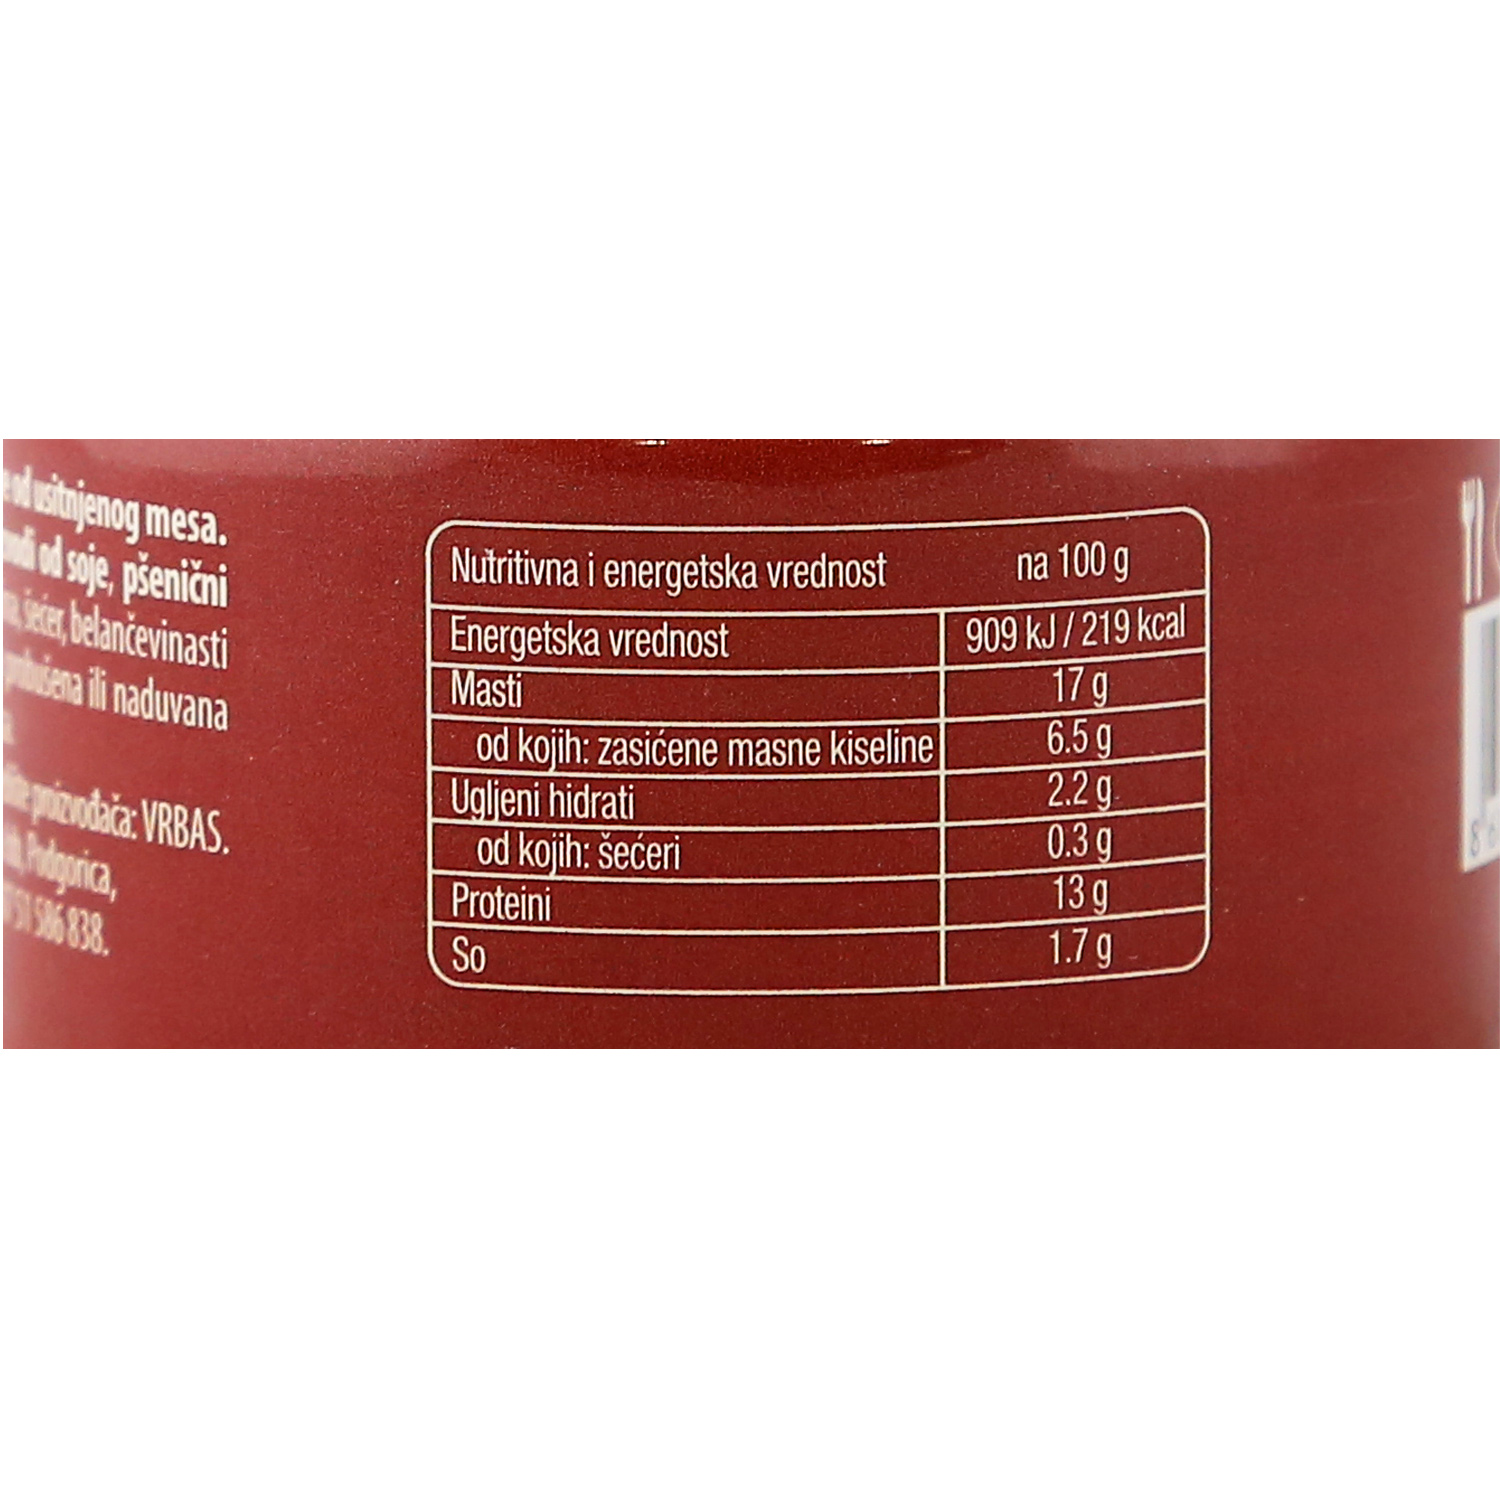 od usitnjenog mesa.
od soje, pšenični
šećer, belančevinasti
ili naduvana
proizvođača: VRBAS.
Podgorica,
51 586 838.
Nutritivna i energetska vrednost na 100 g
Energetska vrednost 909 kJ / 219 kcal
Masti 17 g
od kojih: zasićene masne kiseline 6.5 g
Ugljeni hidrati 2.2 g
od kojih: šećeri 0.3 g
Proteini 13 g
So 1.7 g